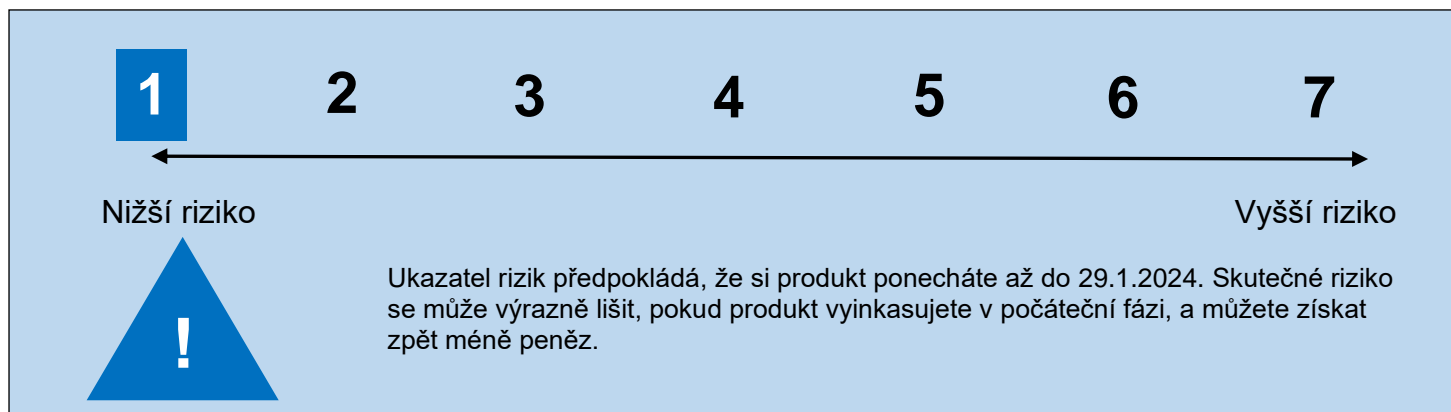 1 2 3 4 5 6 7
Nižší riziko Vyšší riziko
!
Ukazatel rizik předpokládá, že si produkt ponecháte až do 29.1.2024. Skutečné riziko
se může výrazně lišit, pokud produkt vyinkasujete v počáteční fázi, a můžete získat
zpět méně peněz.